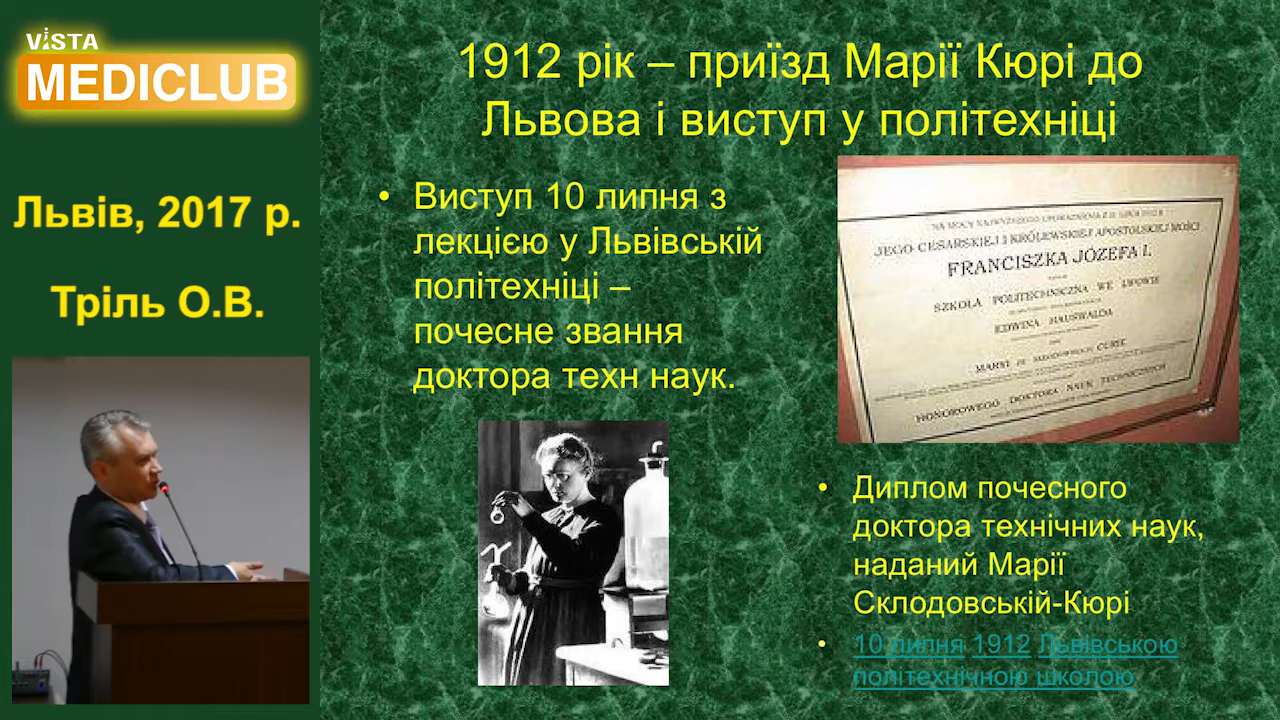 VISTA
MEDICLUB
Львів, 2017 р.
Тріль О.В.
1912 рік – приїзд Марії Кюрі до
Львова і виступ у політехніці
• Виступ 10 липня з
лекцією у Львівській
політехніці –
почесне звання
доктора техн наук.
JEGO CESARSKIEJ I KRÓLEWSKIEJ APOSTOLSKIEJ MOŚCI
FRANCISZKA JÓZEFA I.
SZKOŁA POLITECHNICZNA WE LWOWIE
EDWINA HAUSWALDA
CURIE
HONOROWEGO DOKTORA NAUK TECHNICZNYCH
• Диплом почесного
доктора технічних наук,
наданий Марії
Склодовській-Кюрі
• 10 липня 1912 Львівською
політехнічною школою